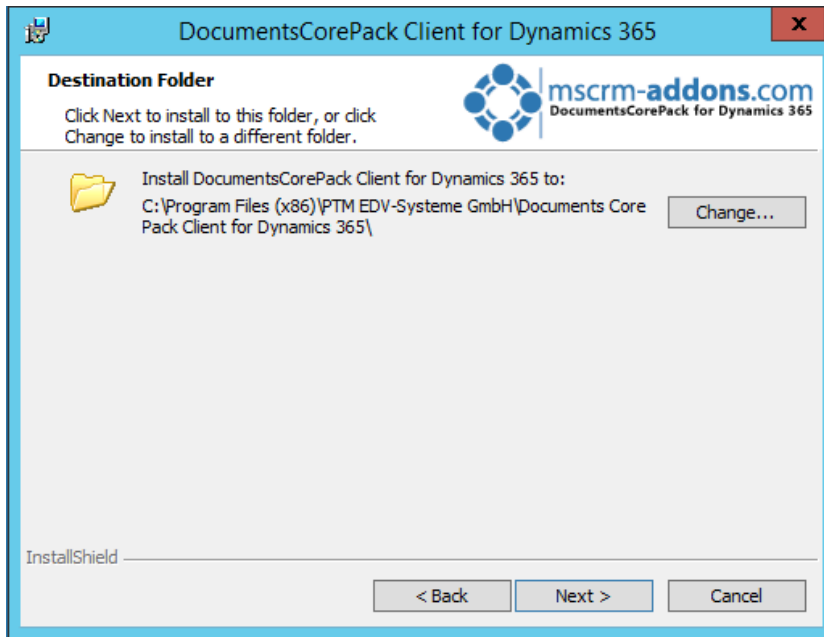 DocumentsCorePack Client for Dynamics 365
x
Destination Folder
Click Next to install to this folder, or click
Change to install to a different folder.
mscrm-addons.com
DocumentsCorePack for Dynamics 365
Install DocumentsCorePack Client for Dynamics 365 to:
C:\Program Files (x86)\PTM EDV-Systeme GmbH\Documents Core
Pack Client for Dynamics 365\
Change...
InstallShield
< Back
Next >
Cancel